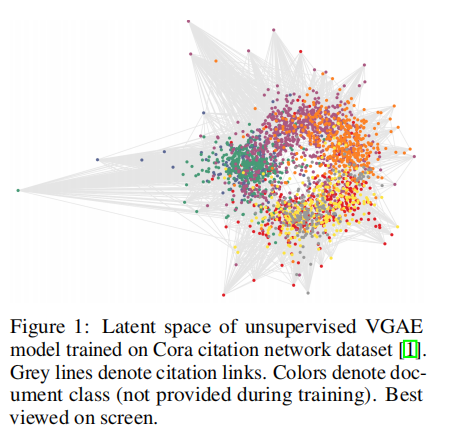 Figure 1: Latent space of unsupervised VGAE
model trained on Cora citation network dataset [1].
Grey lines denote citation links. Colors denote doc-
ument class (not provided during training). Best
viewed on screen.